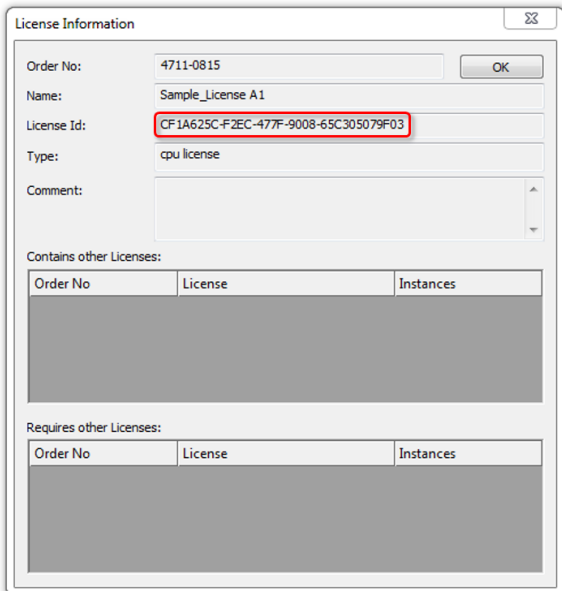 License Information
Order No: 4711-0815 OK
Name: Sample_License A1
License Id: CF1A625C-F2EC-477F-9008-65C305079F03
Type: cpu license
Comment:
Contains other Licenses:
Order No License Instances
Requires other Licenses:
Order No License Instances